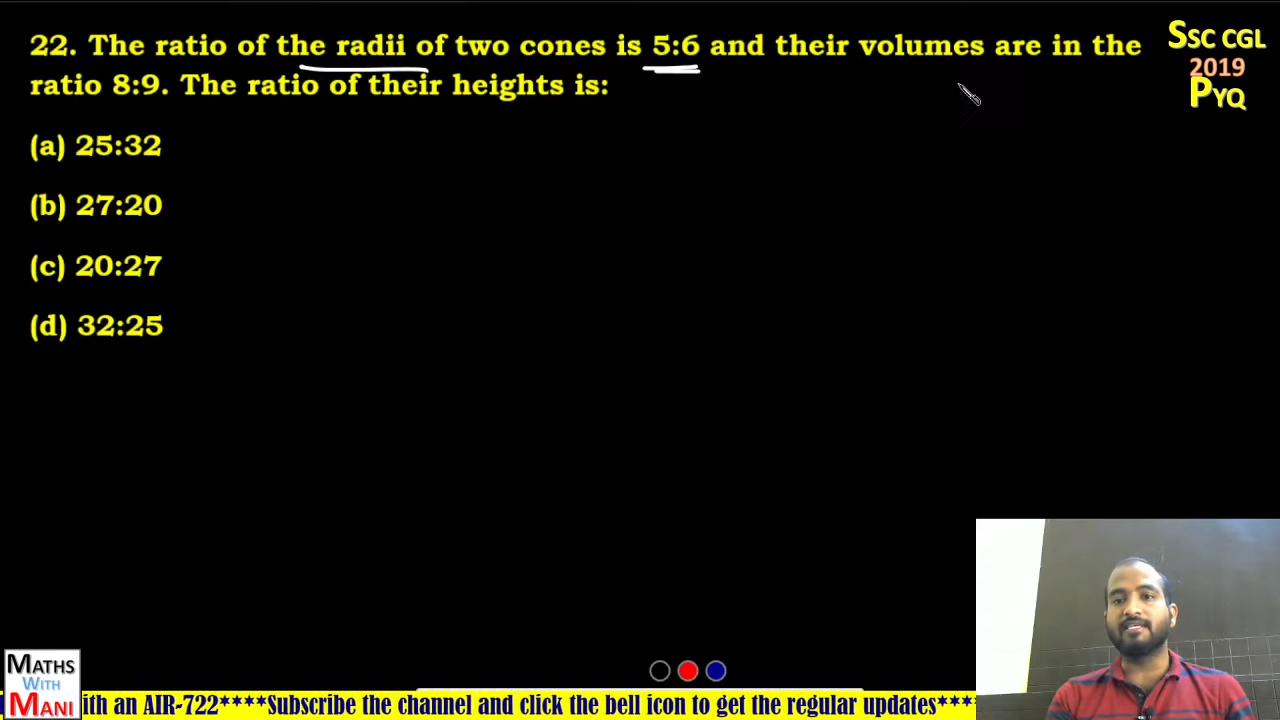 22. The ratio of the radii of two cones is 5:6 and their volumes are in the
ratio 8:9. The ratio of their heights is:
(a) 25:32
(b) 27:20
(c) 20:27
(d) 32:25
SSC CGL
2019
PYQ
MATHS
WITH
MANI
ith an AIR-722****Subscribe the channel and click the bell icon to get the regular updates****